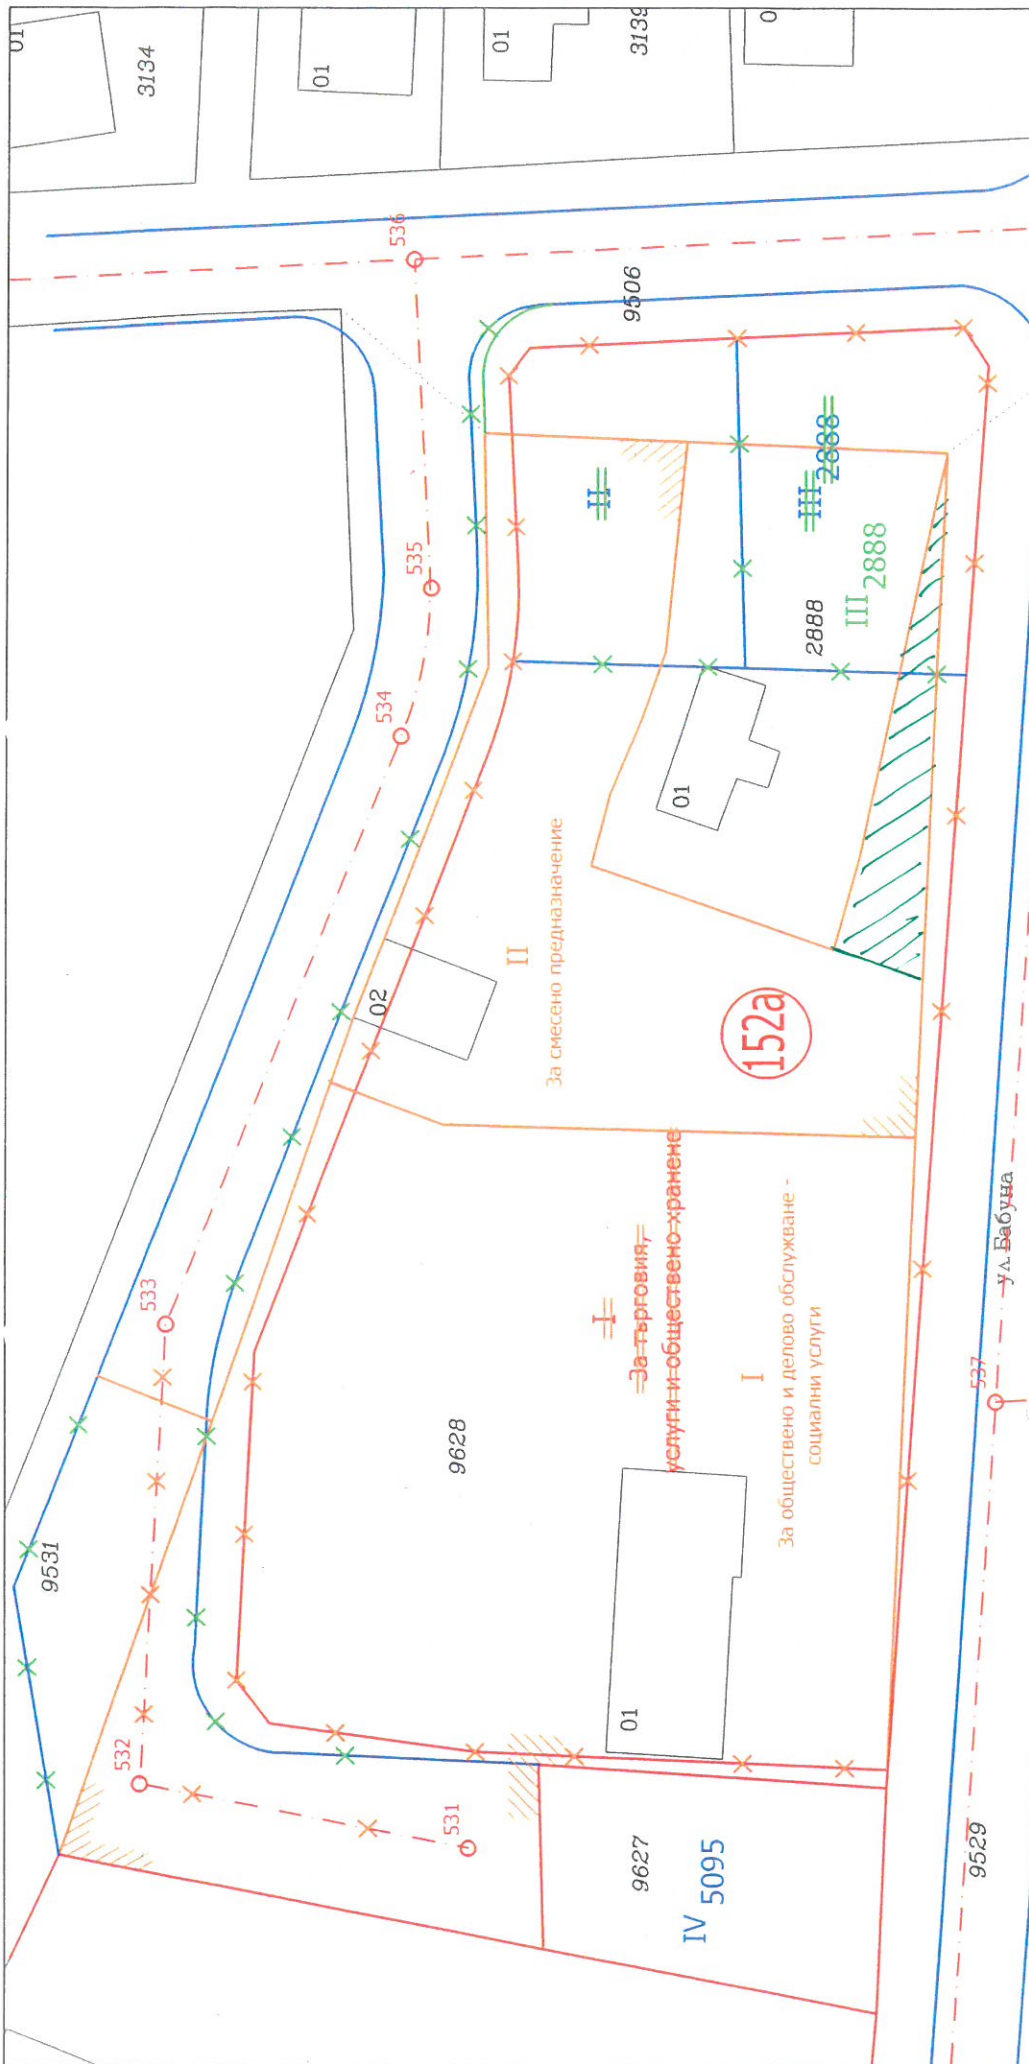 01
3134
01
01
3139
0
536
9506
535
534
II
III 2888
III 2888
2888
01
За смесено предназначение
II
02
152а
533
I
За търговия,
услуги и обществено хранене
I
За обществено и делово обслужване -
социални услуги
ул. Бабуна
537
9628
9531
01
532
531
9627
IV 5095
9529